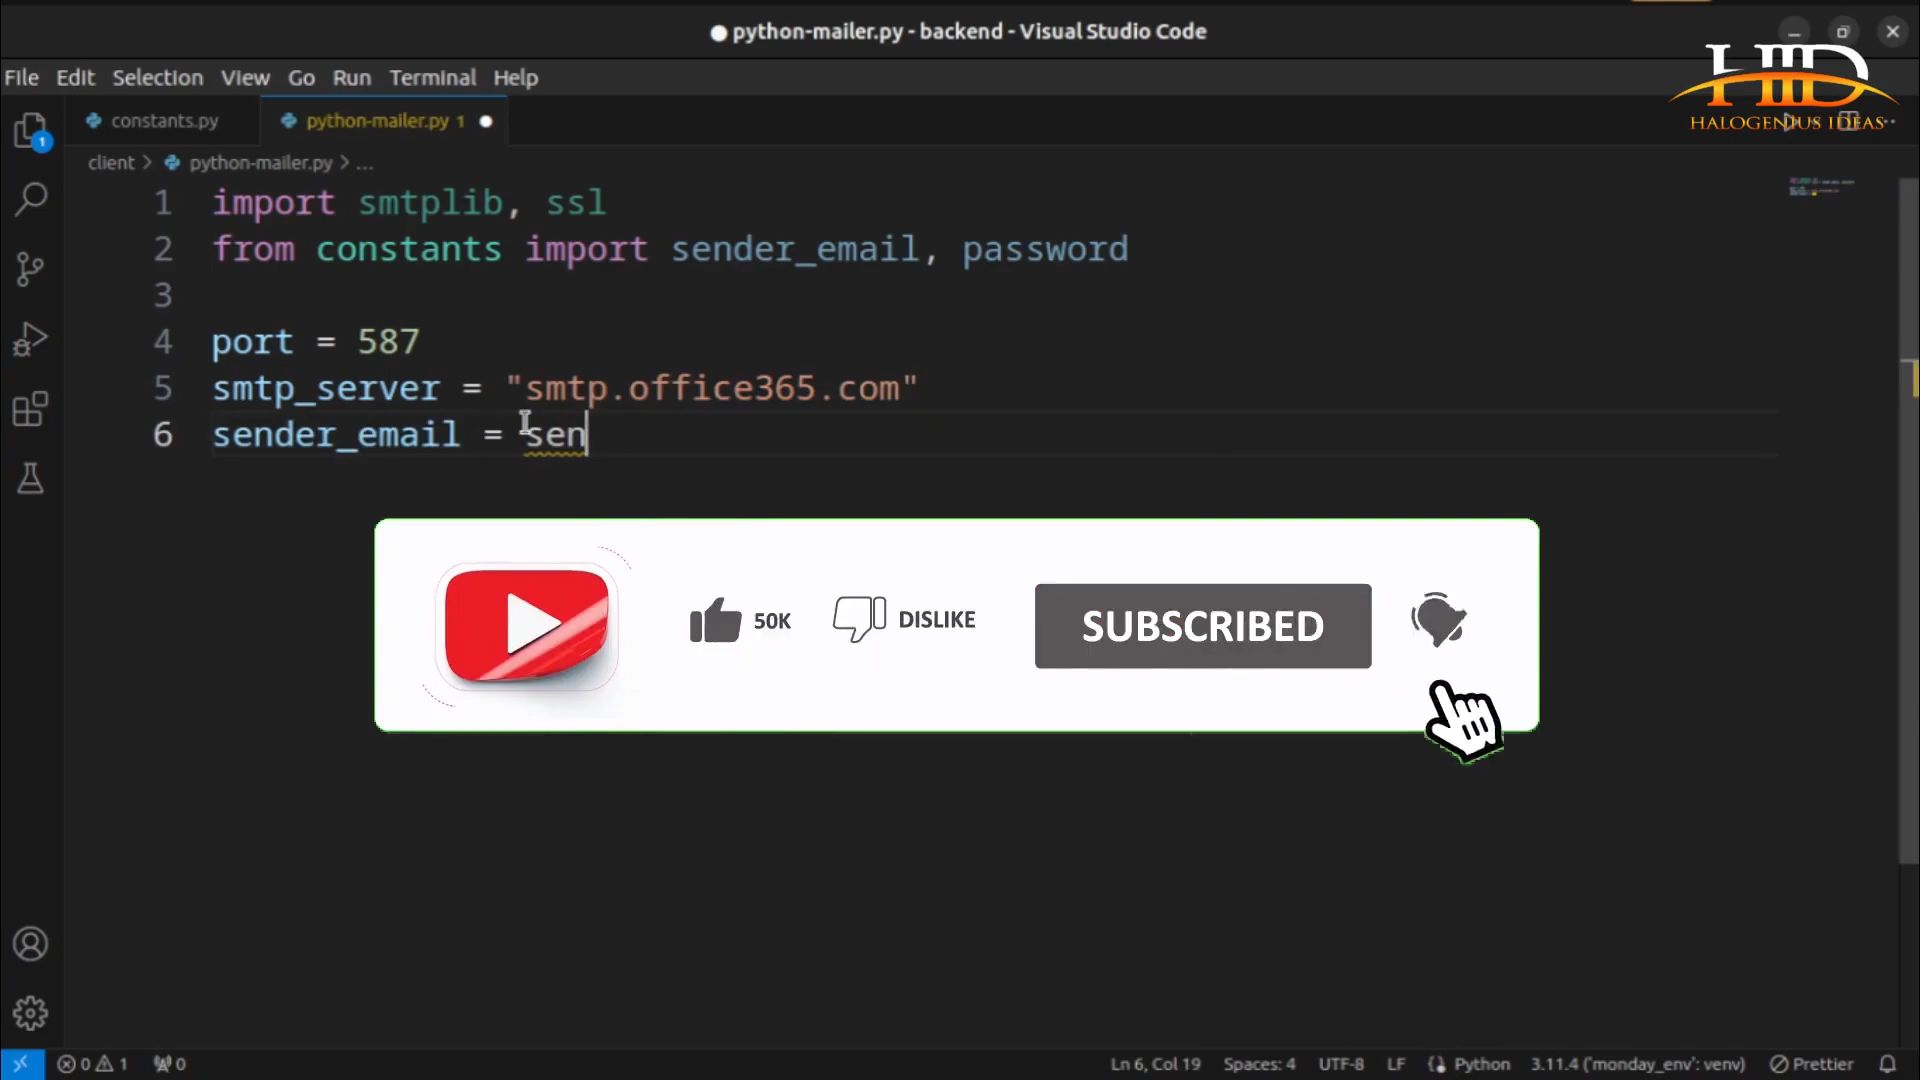 python-mailer.py - backend - Visual Studio Code
File Edit Selection View Go Run Terminal Help
HID
HALOGENIUS IDEAS
constants.py
python-mailer.py 1
client > python-mailer.py > ...
1
1 import smtplib, ssl
2 from constants import sender_email, password
3
4 port = 587
5 smtp_server = "smtp.office365.com"
6 sender_email = sen
50K DISLIKE SUBSCRIBED
0 1 0 Ln 6, Col 19 Spaces: 4 UTF-8 LF Python 3.11.4 ('monday_env': venv) Prettier